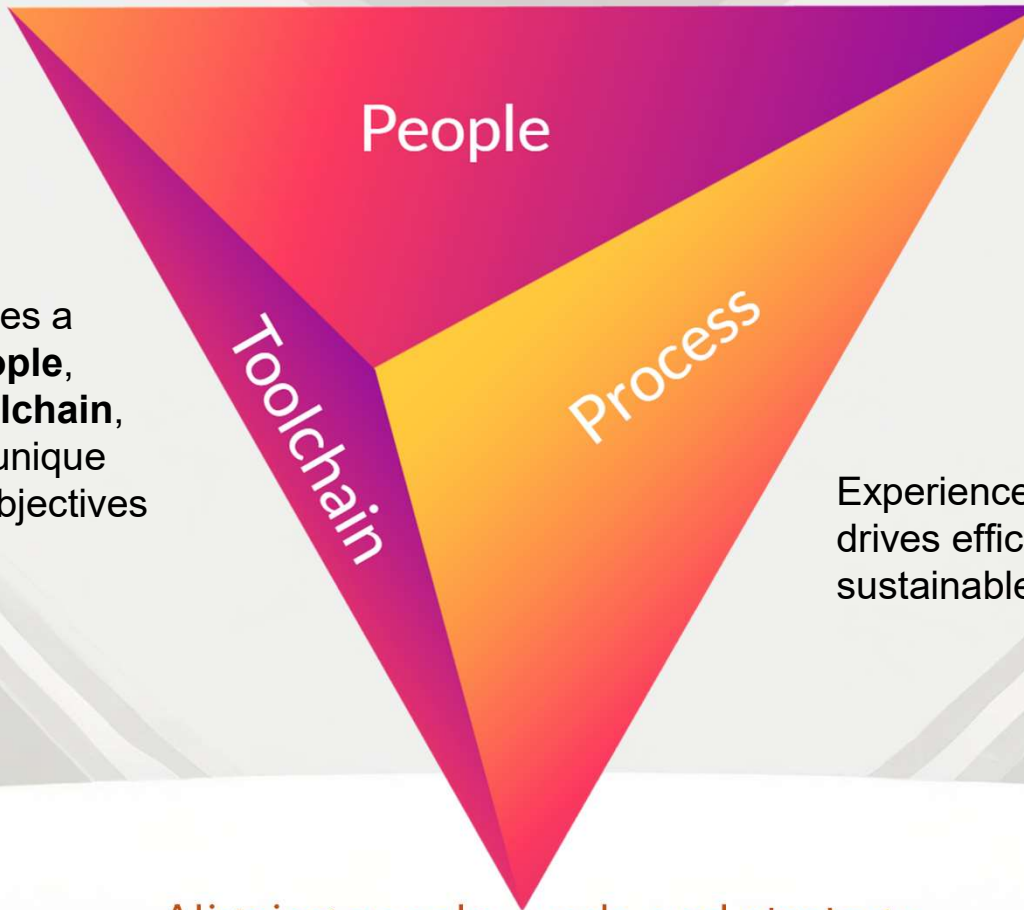 People
Toolchain
Process
es a
ople,
lchain,
unique
bjectives
Experience
drives effic
sustainable